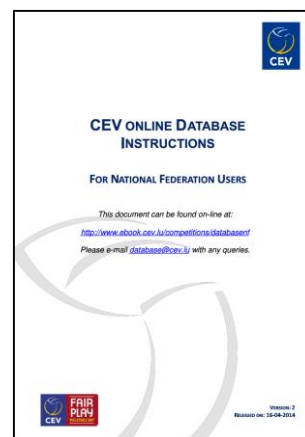 CEV
CEV ONLINE DATABASE
INSTRUCTIONS
FOR NATIONAL FEDERATION USERS
This document can be found on-line at:
http://www.ebook.cev.lu/competitions/databasenf
Please e-mail database@cev.lu with any queries.
CEV
FAIR
PLAY
VERSION: 2
RELEASED ON: 16-04-2014